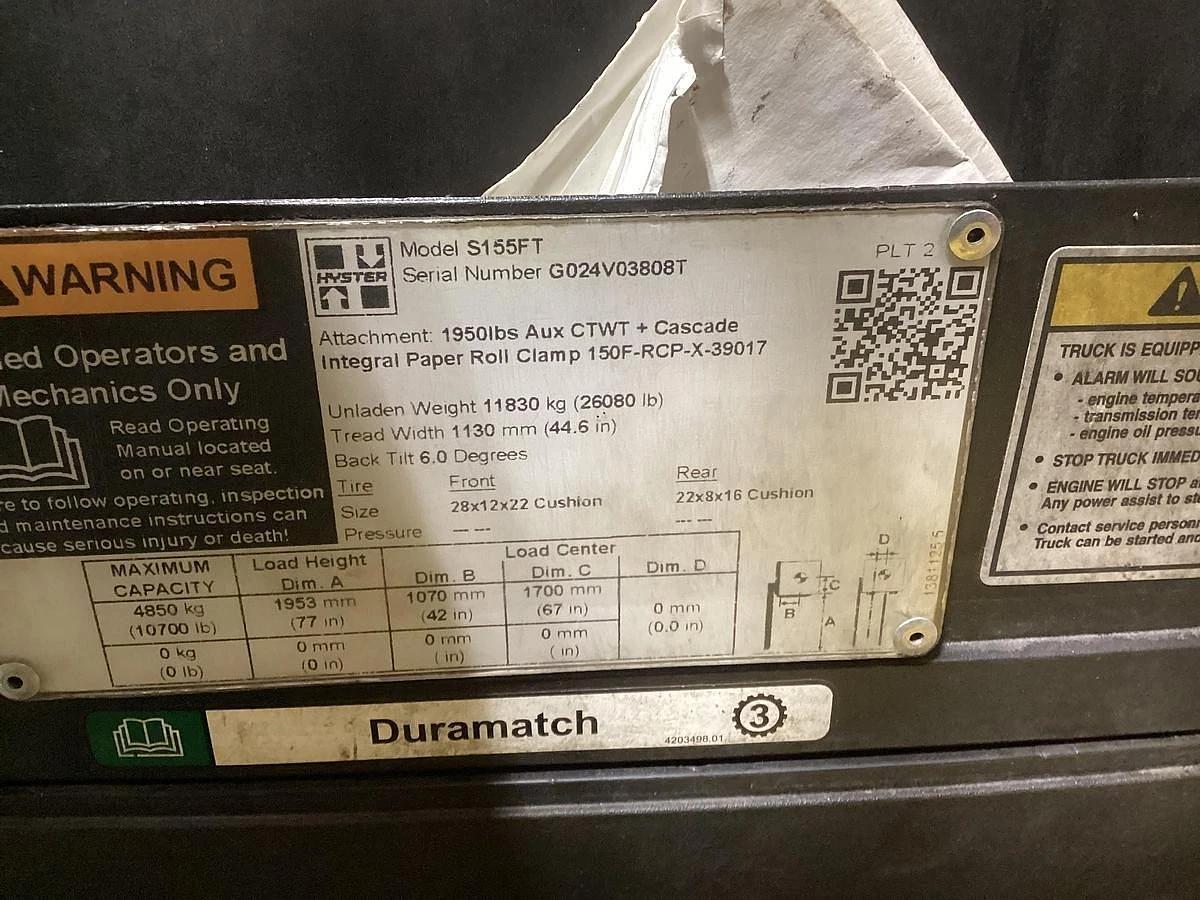 WARNING
ed Operators and
Mechanics Only
Read Operating
Manual located
on or near seat.
re to follow operating, inspection
d maintenance instructions can
cause serious injury or death!
HYSTER
Model S155FT
Serial Number G024V03808T
PLT 2
Attachment: 1950lbs Aux CTWT + Cascade
Integral Paper Roll Clamp 150F-RCP-X-39017
Unladen Weight 11830 kg (26080 lb)
Tread Width 1130 mm (44.6 in)
Back Tilt 6.0 Degrees
Tire Front Rear
Size 28x12x22 Cushion 22x8x16 Cushion
Pressure --- --- --- ---
MAXIMUM CAPACITY Load Height Dim. A Load Center Dim. B Dim. C Dim. D
4850 kg 1953 mm 1070 mm 1700 mm 0 mm
(10700 lb) (77 in) (42 in) (67 in) (0.0 in)
0 kg 0 mm 0 mm 0 mm
(0 lb) (0 in) ( in) ( in)
B C A D
Duramatch
4203498.01
3
TRUCK IS EQUIPP
• ALARM WILL SOU
- engine tempera
- transmission te
- engine oil pressu
• STOP TRUCK IMMED
• ENGINE WILL STOP a
Any power assist to ste
• Contact service personn
Truck can be started and